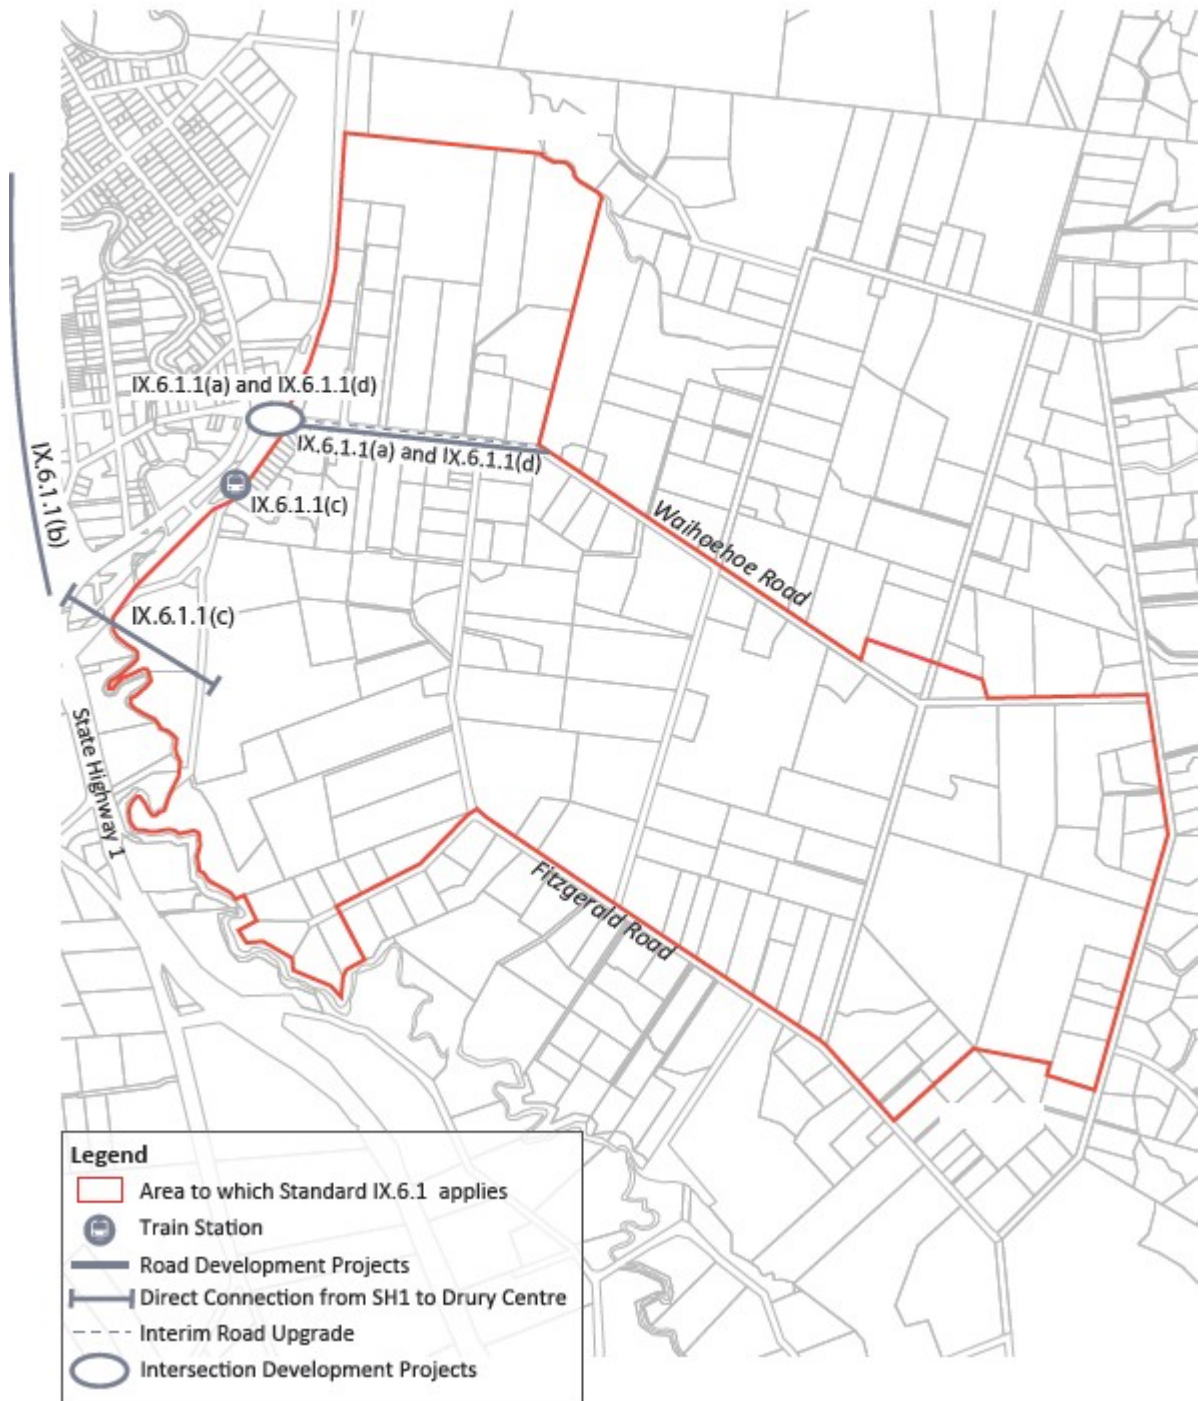 IX.6.1.1(a) and IX.6.1.1(d)
IX.6.1.1(a) and IX.6.1.1(d)
IX.6.1.1(b)
IX.6.1.1(c)
Waihoehoe Road
IX.6.1.1(c)
State Highway 1
Fitzgerald Road
Legend
Area to which Standard IX.6.1 applies
Train Station
Road Development Projects
Direct Connection from SH1 to Drury Centre
Interim Road Upgrade
Intersection Development Projects